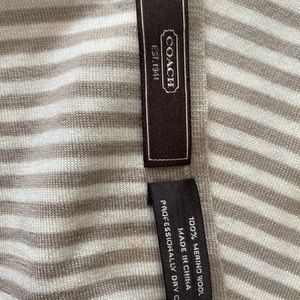 COACH
EST. 1941
100% MERINO WOOL
MADE IN CHINA
PROFESSIONALLY DRY